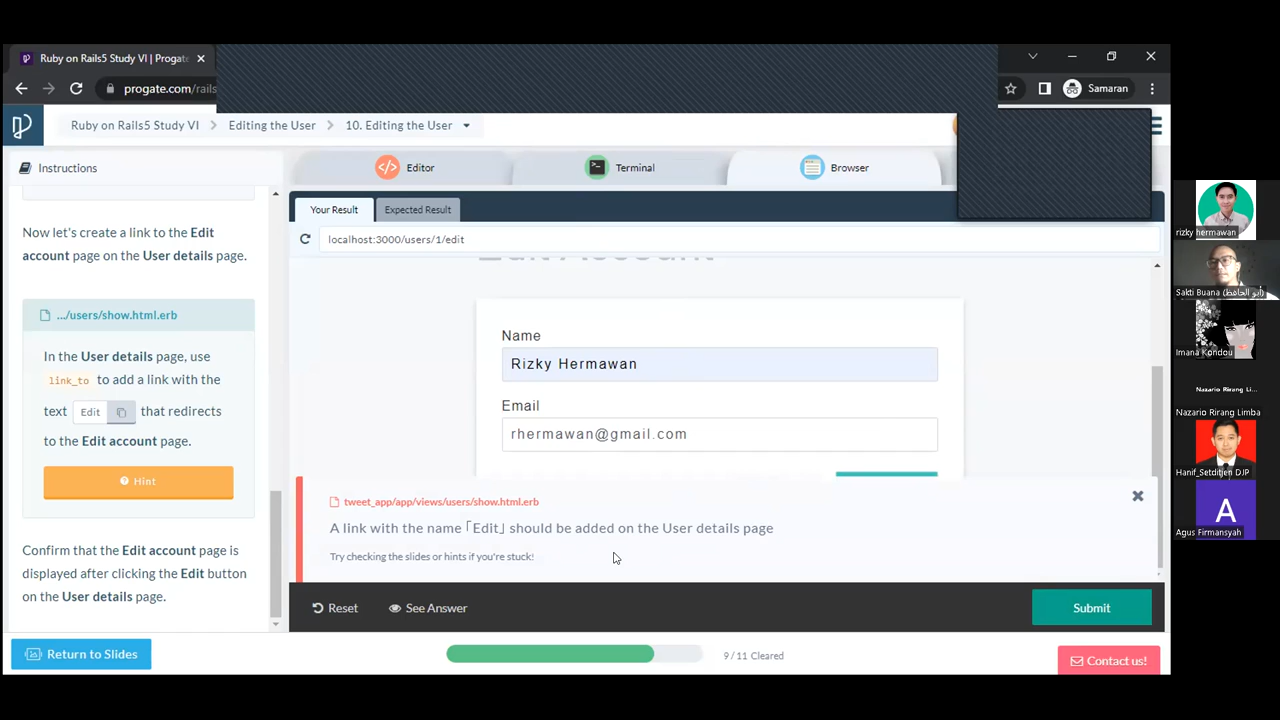 Ruby on Rails5 Study VI | Progate
progate.com/rails
Samaran
Ruby on Rails5 Study VI
Editing the User
10. Editing the User
Instructions
Now let's create a link to the Edit
account page on the User details page.
.../users/show.html.erb
In the User details page, use
link_to to add a link with the
text Edit that redirects
to the Edit account page.
Hint
Confirm that the Edit account page is
displayed after clicking the Edit button
on the User details page.
Editor
Terminal
Browser
Your Result
Expected Result
localhost:3000/users/1/edit
Edit Account
Name
Rizky Hermawan
Email
rhermawan@gmail.com
tweet_app/app/views/users/show.html.erb
A link with the name 「Edit」 should be added on the User details page
Try checking the slides or hints if you're stuck!
Reset
See Answer
Submit
Return to Slides
9 / 11 Cleared
Contact us!
rizky hermawan
Sakti Buana (أبو الحافظ)
Imana Kondou
Nazario Rirang Li...
Nazario Rirang Limba
Hanif_Setditjen DJP
A
Agus Firmansyah